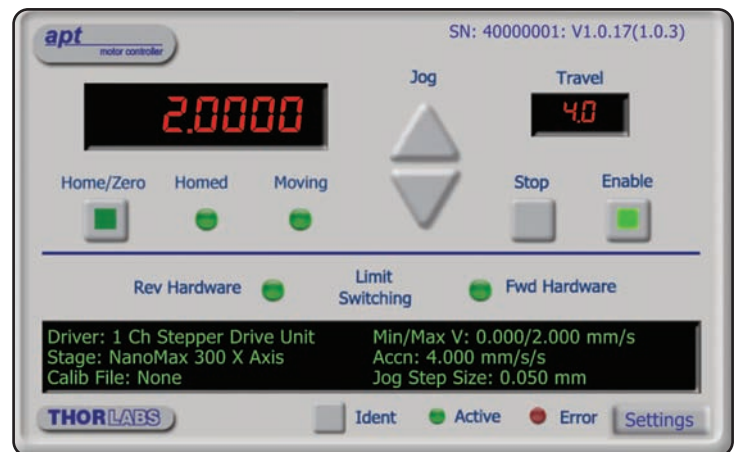 apt
motor controller
SN: 40000001: V1.0.17(1.0.3)
Jog
Travel
2.0000
4.0
Home/Zero
Homed
Moving
Stop
Enable
Rev Hardware
Limit
Switching
Fwd Hardware
Driver: 1 Ch Stepper Drive Unit
Stage: NanoMax 300 X Axis
Calib File: None
Min/Max V: 0.000/2.000 mm/s
Accn: 4.000 mm/s/s
Jog Step Size: 0.050 mm
THORLABS
Ident
Active
Error
Settings